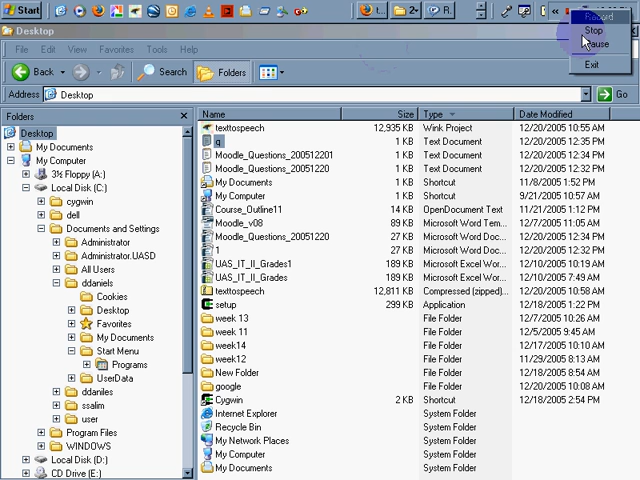 Start t... 2 R...
Record
Stop
Pause
Exit
Desktop
File Edit View Favorites Tools Help
Back Search Folders
Address Desktop Go
Folders Name Size Type Date Modified
Desktop texttospeech 12,935 KB Wink Project 12/20/2005 10:55 AM
My Documents q 1 KB Text Document 12/20/2005 12:35 PM
My Computer Moodle_Questions_200512201 1 KB Text Document 12/20/2005 12:34 PM
3½ Floppy (A:) Moodle_Questions_20051220 1 KB Text Document 12/20/2005 12:32 PM
Local Disk (C:) My Documents 1 KB Shortcut 11/8/2005 1:52 PM
cygwin My Computer 1 KB Shortcut 9/21/2005 10:57 AM
dell Course_Outline11 14 KB OpenDocument Text 11/21/2005 1:12 PM
Documents and Settings Moodle_v08 89 KB Microsoft Word Tem... 12/7/2005 11:05 AM
Administrator Moodle_Questions_20051220 27 KB Microsoft Word Doc... 12/20/2005 12:34 PM
Administrator.UASD 1 27 KB Microsoft Word Doc... 12/20/2005 12:32 PM
All Users UAS_IT_II_Grades1 189 KB Microsoft Excel Wor... 12/10/2005 10:19 AM
ddaniels UAS_IT_II_Grades 189 KB Microsoft Excel Wor... 12/10/2005 7:49 AM
Cookies texttospeech 12,811 KB Compressed (zipped)... 12/20/2005 10:58 AM
Desktop setup 299 KB Application 12/18/2005 1:22 PM
Favorites week 13 File Folder 12/7/2005 10:26 AM
My Documents week 11 File Folder 12/5/2005 9:45 AM
Start Menu week14 File Folder 12/17/2005 10:10 AM
Programs week12 File Folder 11/29/2005 8:13 AM
UserData New Folder File Folder 12/18/2005 8:54 AM
ddaniles google File Folder 12/20/2005 10:08 AM
ssalim Cygwin 2 KB Shortcut 12/18/2005 2:54 PM
user Internet Explorer System Folder
Program Files Recycle Bin System Folder
WINDOWS My Network Places System Folder
Local Disk (D:) My Computer System Folder
CD Drive (E:) My Documents System Folder